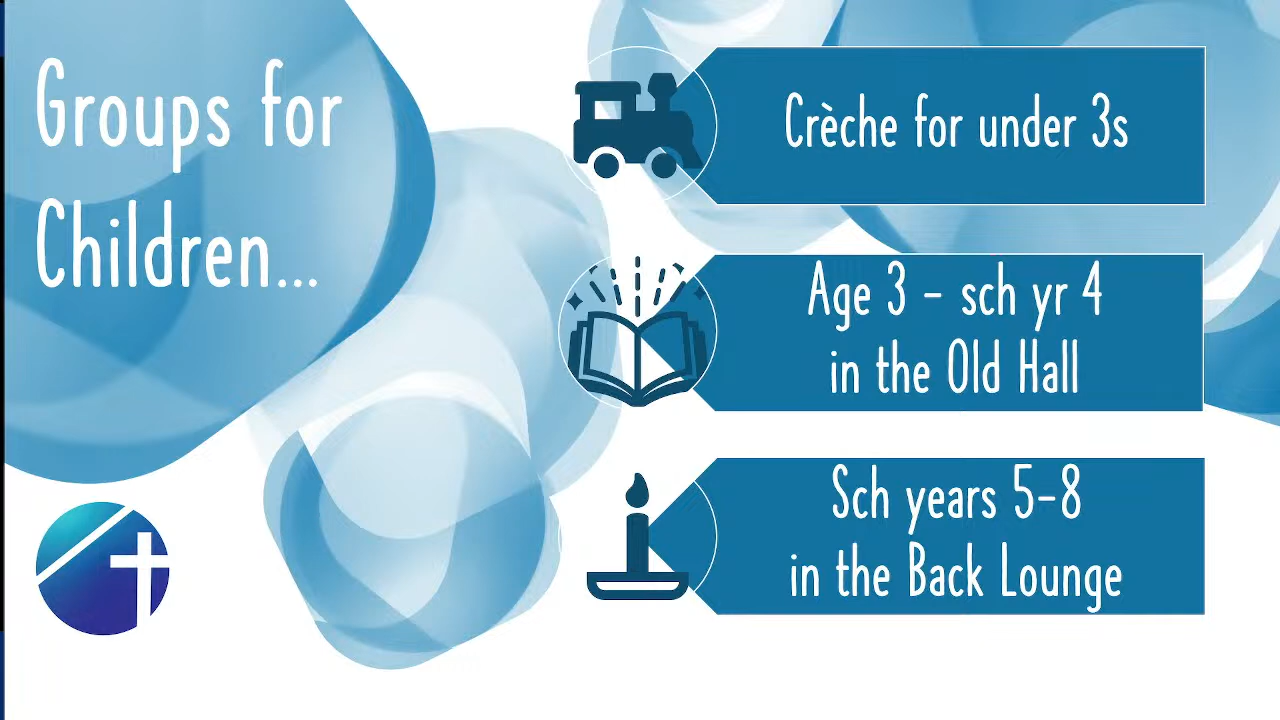 Groups for
Children...
Crèche for under 3s
Age 3 - sch yr 4
in the Old Hall
Sch years 5-8
in the Back Lounge